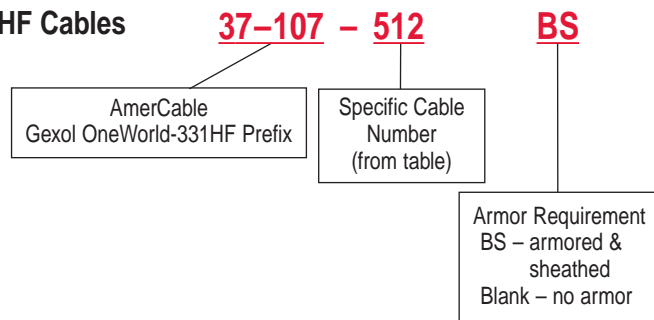 HF Cables
37–107 – 512 BS
AmerCable
Gexol OneWorld-331HF Prefix
Specific Cable
Number
(from table)
Armor Requirement
BS – armored &
sheathed
Blank – no armor